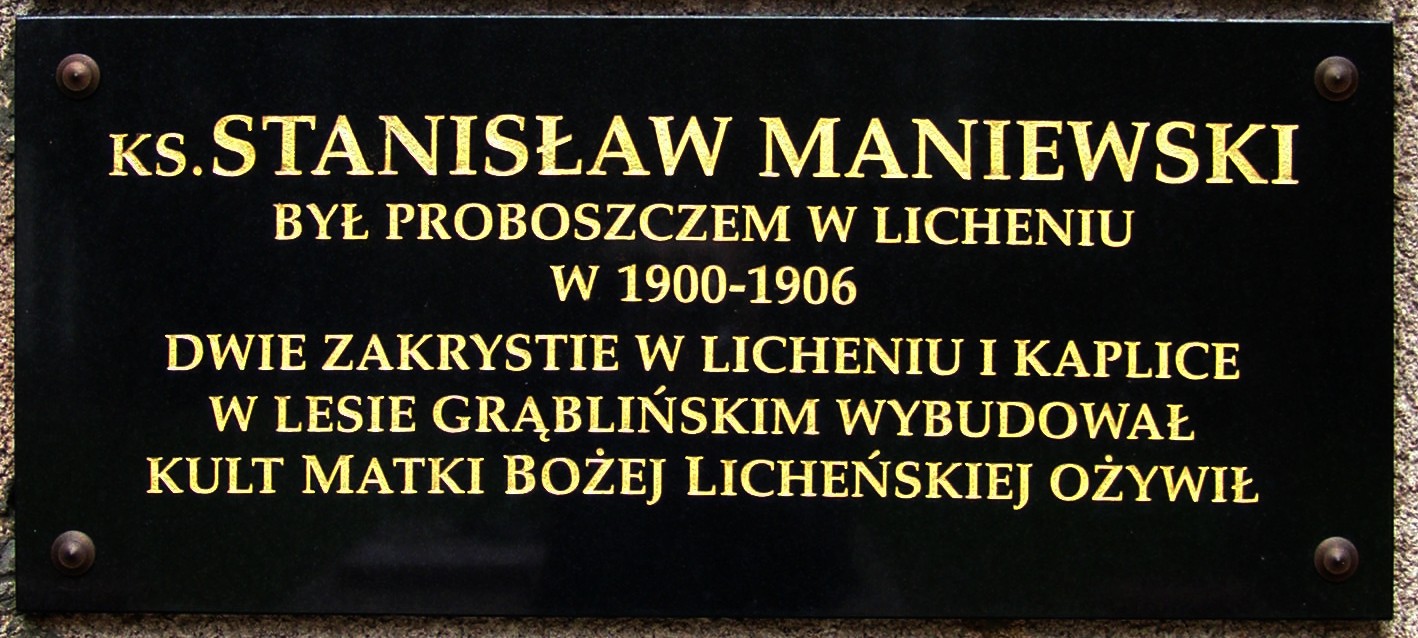 KS. STANISŁAW MANIEWSKI
BYŁ PROBOSZCZEM W LICHENIU
W 1900-1906
DWIE ZAKRYSTIE W LICHENIU I KAPLICE
W LESIE GRĄBLIŃSKIM WYBUDOWAŁ
KULT MATKI BOŻEJ LICHEŃSKIEJ OŻYWIŁ